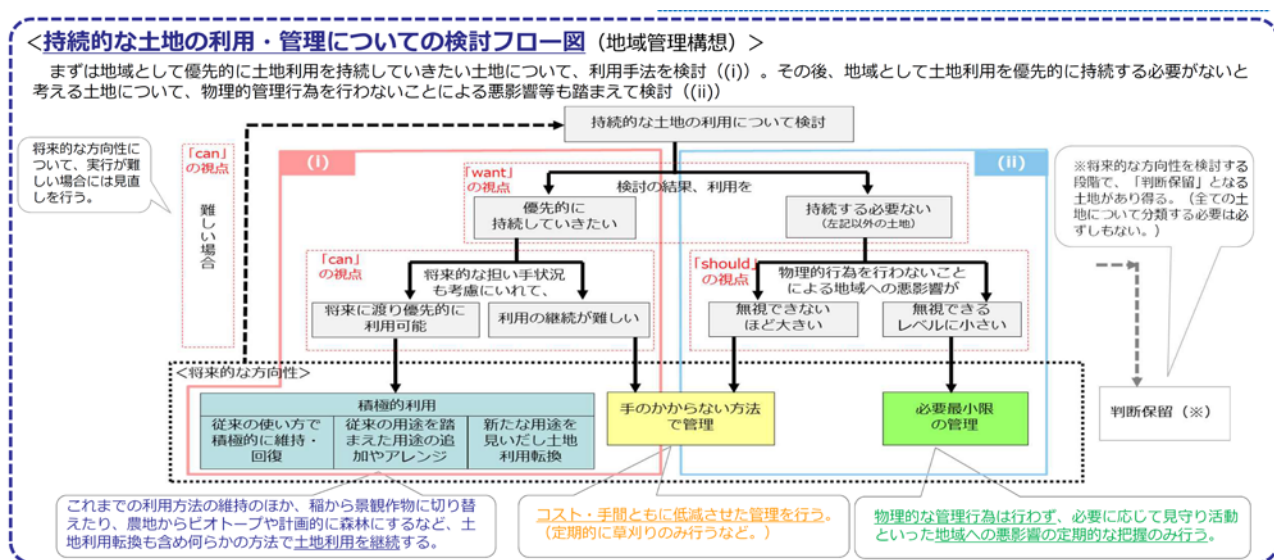 <持続的な土地の利用・管理についての検討フロー図（地域管理構想）>
まずは地域として優先的に土地利用を持続していきたい土地について、利用手法を検討（(i)）。その後、地域として土地利用を優先的に持続する必要がないと
考える土地について、物理的管理行為を行わないことによる悪影響等も踏まえて検討（(ii)）
持続的な土地の利用について検討
将来的な方向性に
ついて、実行が難
しい場合には見直
しを行う。
「can」
の視点
難しい場合
(i)
(ii)
「want」
の視点
検討の結果、利用を
優先的に
持続していきたい
持続する必要ない
（左記以外の土地）
※将来的な方向性を検討する
段階で、「判断保留」となる
土地があり得る。（全ての土
地について分類する必要は必
ずしもない。）
「can」
の視点
将来的な担い手状況
も考慮にいれて、
「should」
の視点
物理的行為を行わないこと
による地域への悪影響が
将来に渡り優先的に
利用可能
利用の継続が難しい
無視できない
ほど大きい
無視できる
レベルに小さい
<将来的な方向性>
積極的利用
従来の使い方で
積極的に維持・
回復
従来の用途を踏
まえた用途の追
加やアレンジ
新たな用途を
見いだし土地
利用転換
手のかからない方法
で管理
必要最小限
の管理
判断保留（※）
これまでの利用方法の維持のほか、稲から景観作物に切り替
えたり、農地からビオトープや計画的に森林にするなど、土
地利用転換も含め何らかの方法で土地利用を継続する。
コスト・手間ともに低減させた管理を行う。
（定期的に草刈りのみ行うなど。）
物理的な管理行為は行わず、必要に応じて見守り活動
といった地域への悪影響の定期的な把握のみ行う。